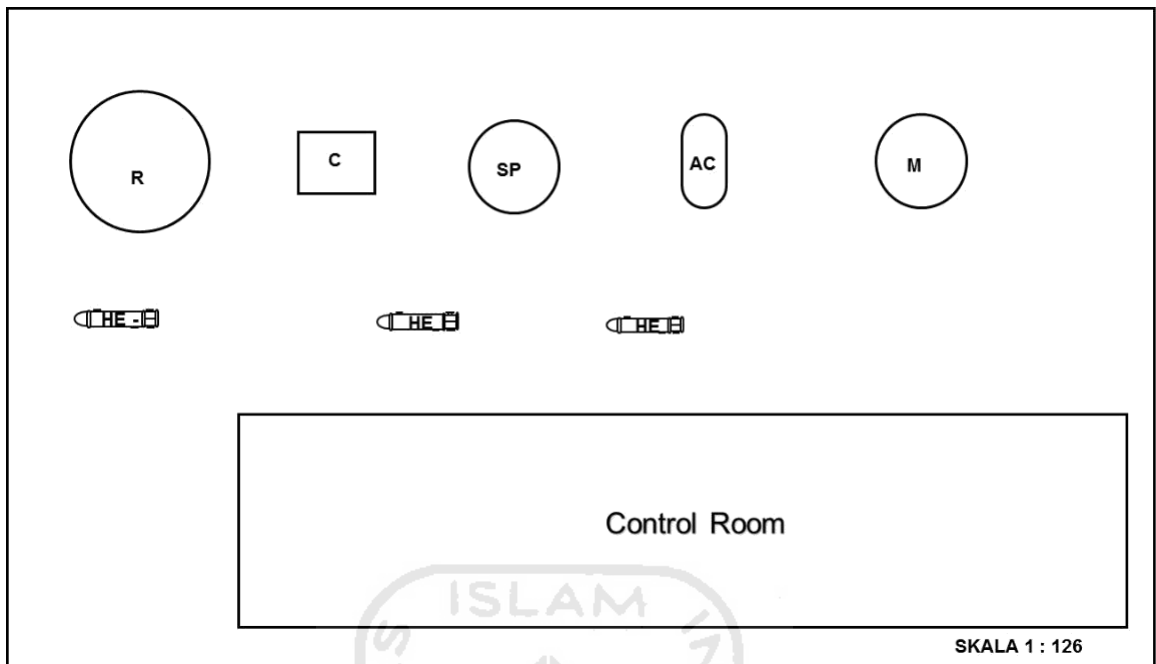 R
C
SP
AC
M
HE -
HE
HE
Control Room
ISLAM
SKALA 1 : 126